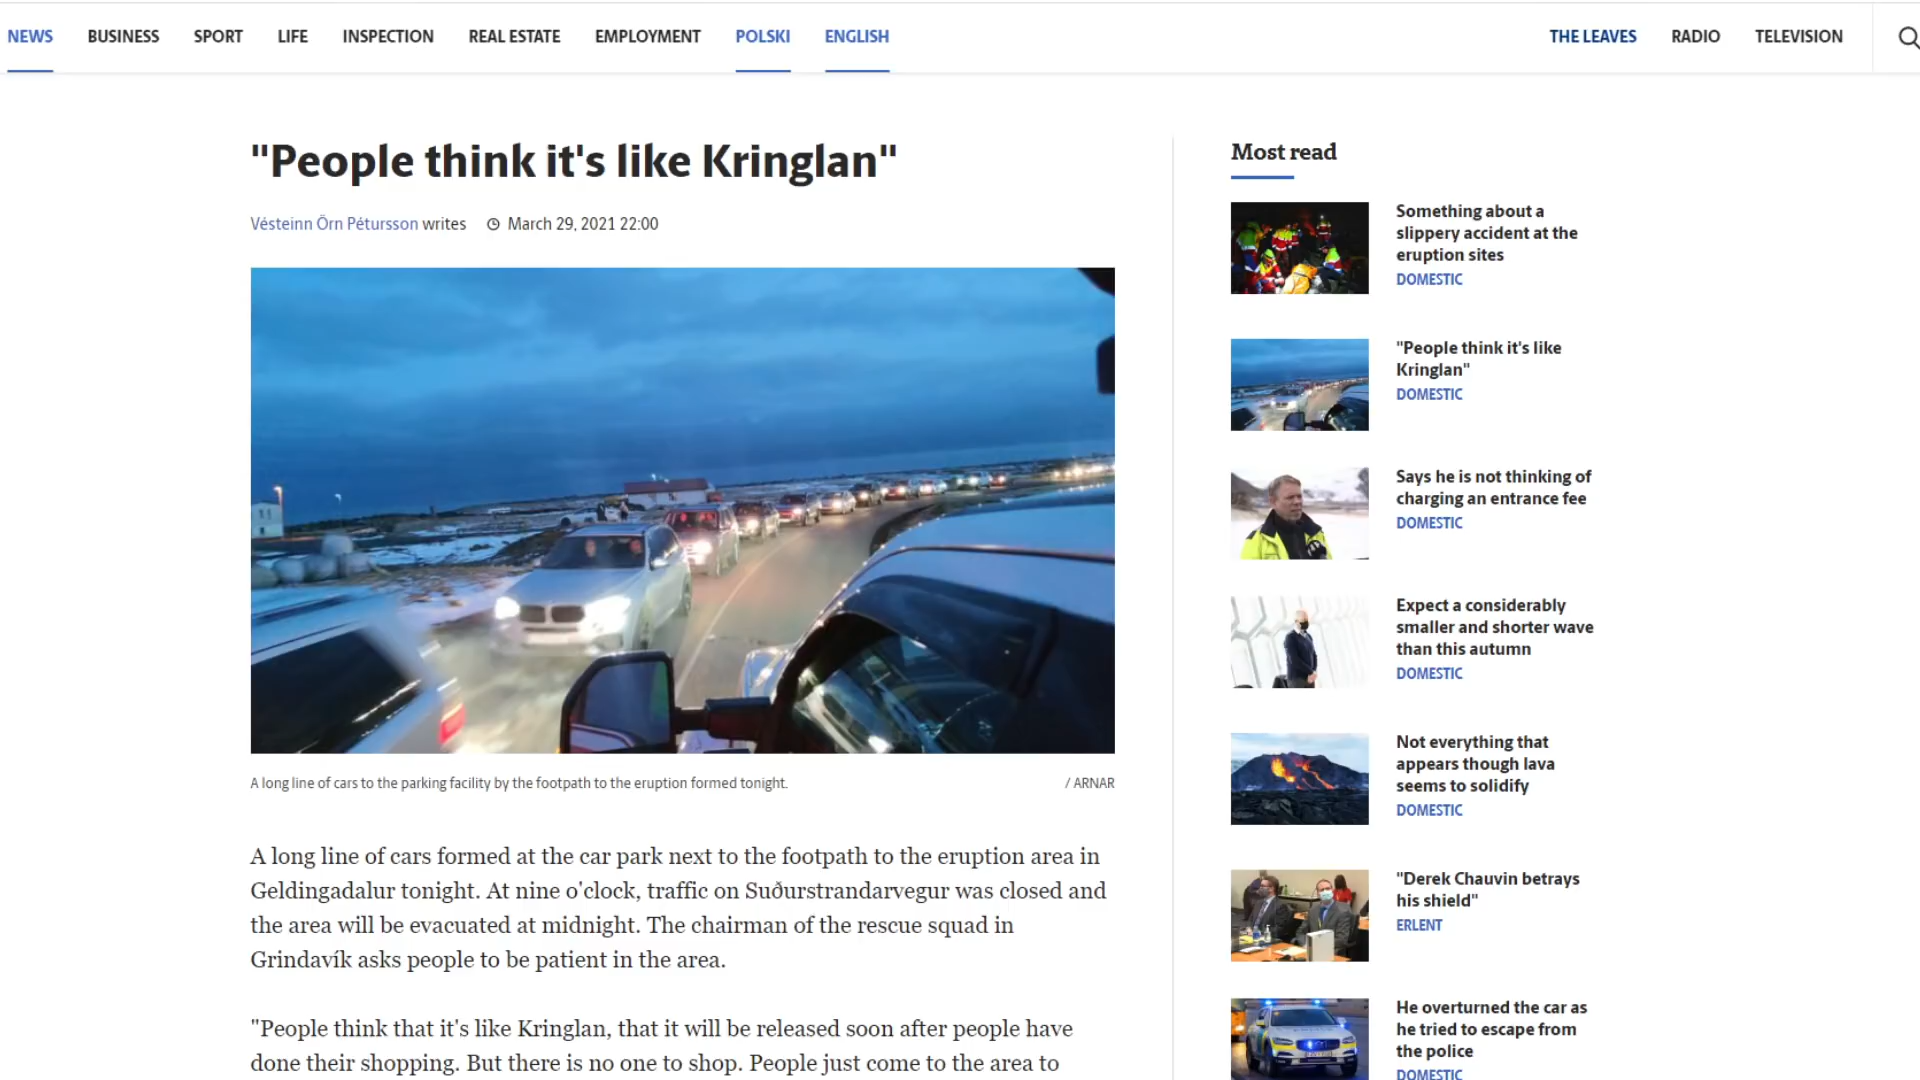 NEWS BUSINESS SPORT LIFE INSPECTION REAL ESTATE EMPLOYMENT POLSKI ENGLISH THE LEAVES RADIO TELEVISION
"People think it's like Kringlan"
Vésteinn Örn Pétursson writes March 29, 2021 22:00
A long line of cars to the parking facility by the footpath to the eruption formed tonight. / ARNAR
A long line of cars formed at the car park next to the footpath to the eruption area in
Geldingadalur tonight. At nine o'clock, traffic on Suðurstrandarvegur was closed and
the area will be evacuated at midnight. The chairman of the rescue squad in
Grindavík asks people to be patient in the area.
"People think that it's like Kringlan, that it will be released soon after people have
done their shopping. But there is no one to shop. People just come to the area to
Most read
Something about a
slippery accident at the
eruption sites
DOMESTIC
"People think it's like
Kringlan"
DOMESTIC
Says he is not thinking of
charging an entrance fee
DOMESTIC
Expect a considerably
smaller and shorter wave
than this autumn
DOMESTIC
Not everything that
appears though lava
seems to solidify
DOMESTIC
"Derek Chauvin betrays
his shield"
ERLENT
He overturned the car as
he tried to escape from
the police
DOMESTIC